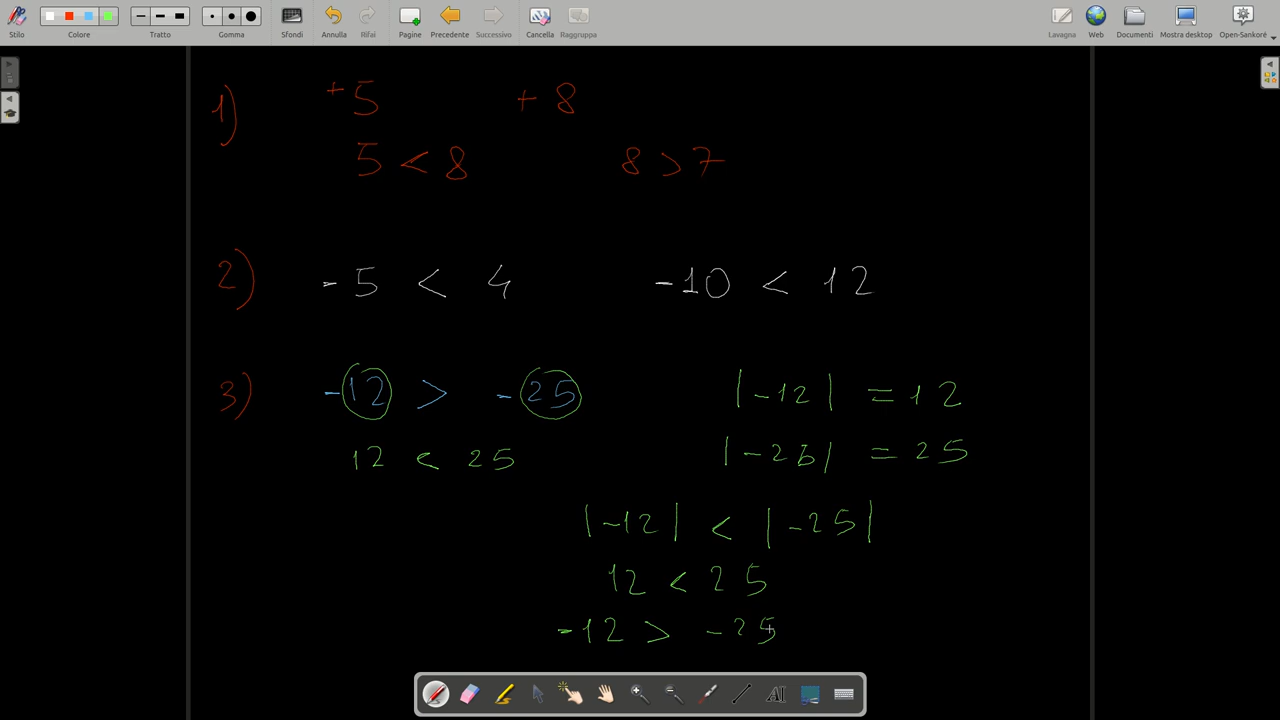 Stilo Colore Tratto Gomma Sfondi Annulla Rifai Pagine Precedente Successivo Cancella Raggruppa Lavagna Web Documenti Mostra desktop Open-Sankoré
1) +5 +8
5 < 8 8 > 7
2) -5 < 4 -10 < 12
3) -12 > -25 |-12| = 12
12 < 25 |-25| = 25
|-12| < |-25|
12 < 25
-12 > -25
AI